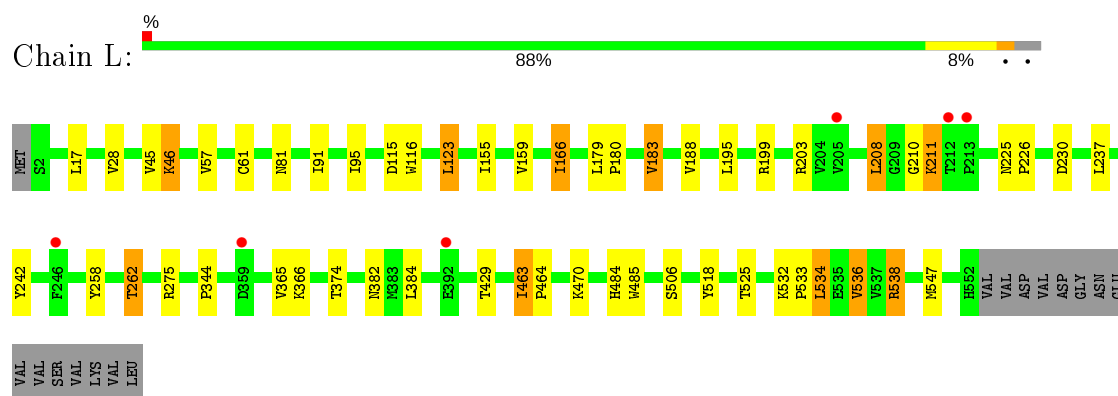 %
Chain L:
88% 8% • •
MET S2 L17 V28 V45 K46 V57 C61 N81 I91 I95 D115 W116 L123 I155 V159 I166 L179 P180 V183 V188 L195 R199 R203 V204 V205 L208 G209 G210 K211 T212 P213 N225 P226 D230 L237
Y242 F246 Y258 T262 R275 P344 D359 V365 K366 T374 N382 M383 L384 E392 T429 I463 P464 K470 H484 W485 S506 Y518 T525 K532 P533 L534 E535 V536 V537 R538 M547 H552 VAL VAL ASP VAL ASP GLY ASN GLU
VAL VAL SER VAL LYS VAL LEU